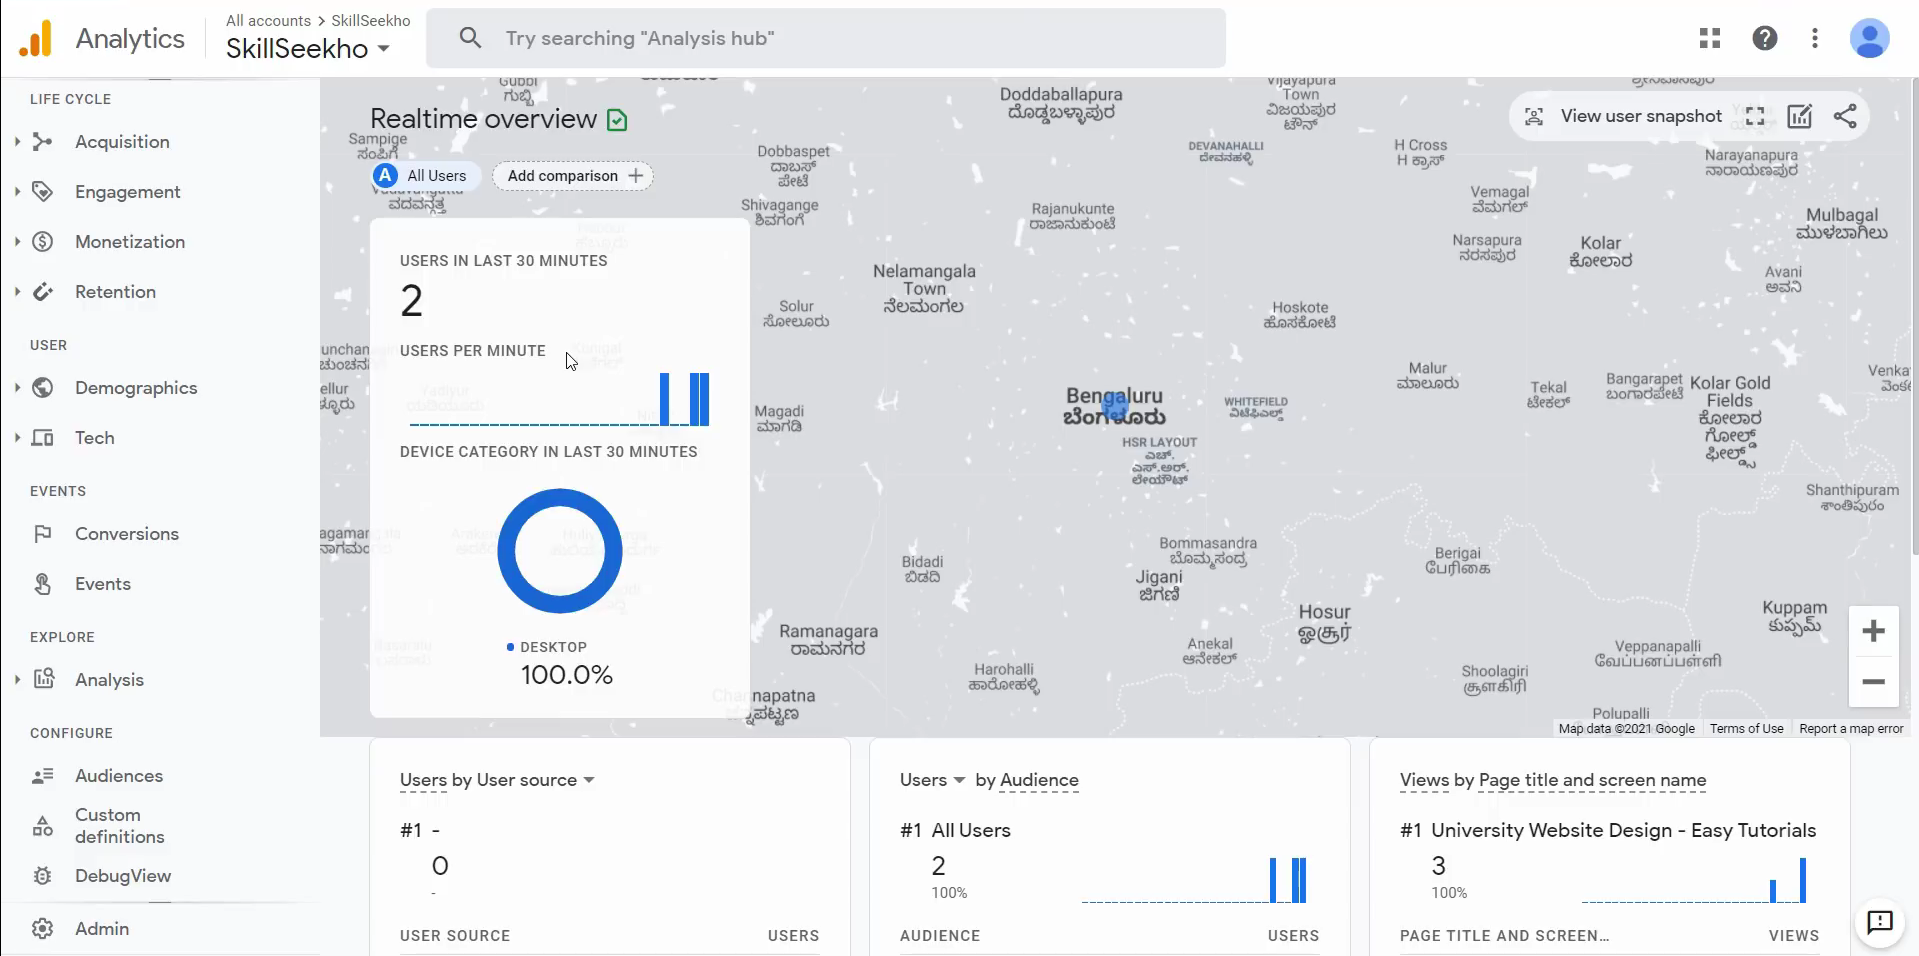 Analytics
All accounts > SkillSeekho
SkillSeekho
Try searching "Analysis hub"
LIFE CYCLE
Acquisition
Engagement
Monetization
Retention
USER
Demographics
Tech
EVENTS
Conversions
Events
EXPLORE
Analysis
CONFIGURE
Audiences
Custom
definitions
DebugView
Admin
Realtime overview
A All Users
Add comparison +
View user snapshot
USERS IN LAST 30 MINUTES
2
USERS PER MINUTE
DEVICE CATEGORY IN LAST 30 MINUTES
DESKTOP
100.0%
Gubbi
ಗುಬ್ಬಿ
Sampige
ಸಂಪಿಗೆ
Dobbaspet
ದಾಬಸ್
ಪೇಟೆ
Shivagange
ಶಿವಗಂಗೆ
Doddaballapura
ದೊಡ್ಡಬಳ್ಳಾಪುರ
Vijayapura
Town
ವಿಜಯಪುರ
ಟೌನ್
DEVANAHALLI
ದೇವನಹಳ್ಳಿ
H Cross
H ಕ್ರಾಸ್
Narayanapura
ನಾರಾಯಣಪುರ
Rajanukunte
ರಾಜಾನುಕುಂಟೆ
Vemagal
ವೆಮಗಲ್
Mulbagal
ಮುಳಬಾಗಿಲು
Narsapura
ನರಸಪುರ
Kolar
ಕೋಲಾರ
Avani
ಅವನಿ
Nelamangala
Town
ನೆಲಮಂಗಲ
Solur
ಸೋಲೂರು
Hoskote
ಹೊಸಕೋಟೆ
Malur
ಮಾಲೂರು
Tekal
ಟೇಕಲ್
Bangarapet
ಬಂಗಾರಪೇಟೆ
Kolar Gold
Fields
ಕೋಲಾರ
ಗೋಲ್ಡ್
ಫೀಲ್ಡ್ಸ್
Magadi
ಮಾಗಡಿ
Bengaluru
ಬೆಂಗಳೂರು
WHITEFIELD
ವಿಟಿಫೀಲ್ಡ್
HSR LAYOUT
ಎಚ್.
ಎಸ್.ಆರ್.
ಲೇಯೌಟ್
Shanthipuram
சாந்திபுரம்
Bidadi
ಬಿಡದಿ
Bommasandra
ಬೊಮ್ಮಸಂದ್ರ
Jigani
ಜಿಗಣಿ
Berigai
பேரிகை
Hosur
ஓசூர்
Kuppam
குப்பம்
Ramanagara
ರಾಮನಗರ
Anekal
ಆನೇಕಲ್
Veppanapalli
வேப்பனப்பள்ளி
Harohalli
ಹಾರೋಹಳ್ಳಿ
Shoolagiri
சூளகிரி
Channapatna
Polupalli
Map data ©2021 Google
Terms of Use
Report a map error
Users by User source
#1 -
0
-
USER SOURCE
USERS
Users by Audience
#1 All Users
2
100%
AUDIENCE
USERS
Views by Page title and screen name
#1 University Website Design - Easy Tutorials
3
100%
PAGE TITLE AND SCREEN...
VIEWS